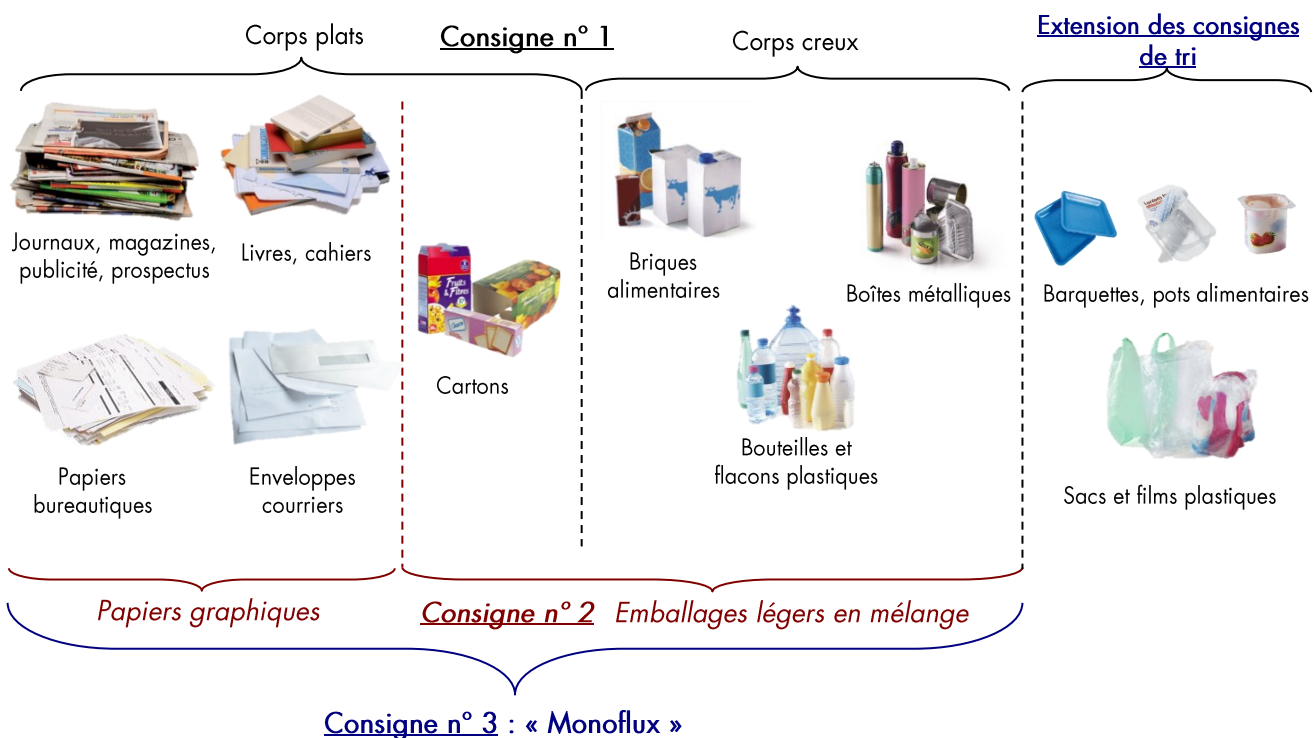 Corps plats
Consigne n° 1
Corps creux
Extension des consignes
de tri
Journaux, magazines,
publicité, prospectus
Livres, cahiers
Fruits
& Fibres
Cartons
Briques
alimentaires
Boîtes métalliques
Barquettes, pots alimentaires
Papiers
bureautiques
Enveloppes
courriers
Bouteilles et
flacons plastiques
Sacs et films plastiques
Papiers graphiques
Consigne n° 2
Emballages légers en mélange
Consigne n° 3 : « Monoflux »